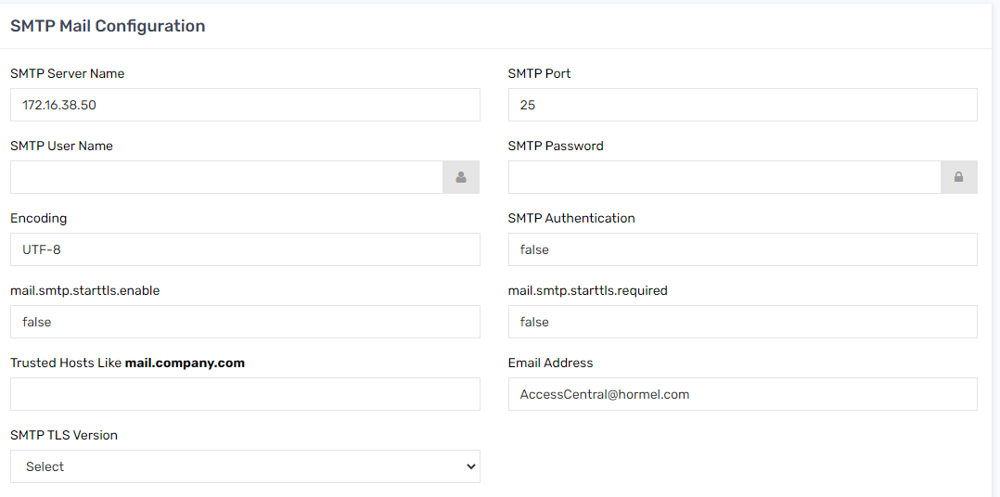 SMTP Mail Configuration
SMTP Server Name
SMTP Port
172.16.38.50
25
SMTP User Name
SMTP Password
Encoding
SMTP Authentication
UTF-8
false
mail.smtp.starttls.enable
mail.smtp.starttls.required
false
false
Trusted Hosts Like mail.company.com
Email Address
AccessCentral@hormel.com
SMTP TLS Version
Select